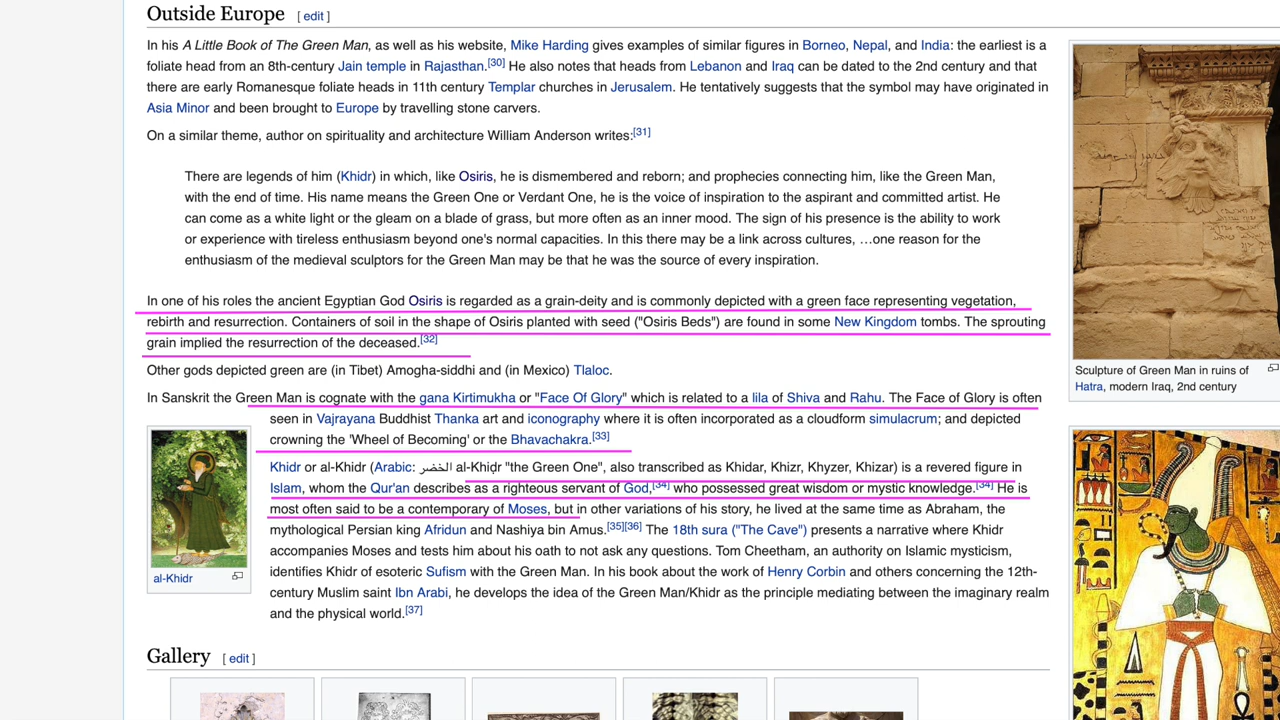 Outside Europe [ edit ]
In his A Little Book of The Green Man, as well as his website, Mike Harding gives examples of similar figures in Borneo, Nepal, and India: the earliest is a
foliate head from an 8th-century Jain temple in Rajasthan.[30] He also notes that heads from Lebanon and Iraq can be dated to the 2nd century and that
there are early Romanesque foliate heads in 11th century Templar churches in Jerusalem. He tentatively suggests that the symbol may have originated in
Asia Minor and been brought to Europe by travelling stone carvers.
On a similar theme, author on spirituality and architecture William Anderson writes:[31]
There are legends of him (Khidr) in which, like Osiris, he is dismembered and reborn; and prophecies connecting him, like the Green Man,
with the end of time. His name means the Green One or Verdant One, he is the voice of inspiration to the aspirant and committed artist. He
can come as a white light or the gleam on a blade of grass, but more often as an inner mood. The sign of his presence is the ability to work
or experience with tireless enthusiasm beyond one's normal capacities. In this there may be a link across cultures, …one reason for the
enthusiasm of the medieval sculptors for the Green Man may be that he was the source of every inspiration.
In one of his roles the ancient Egyptian God Osiris is regarded as a grain-deity and is commonly depicted with a green face representing vegetation,
rebirth and resurrection. Containers of soil in the shape of Osiris planted with seed ("Osiris Beds") are found in some New Kingdom tombs. The sprouting
grain implied the resurrection of the deceased.[32]
Other gods depicted green are (in Tibet) Amogha-siddhi and (in Mexico) Tlaloc.
In Sanskrit the Green Man is cognate with the gana Kirtimukha or "Face Of Glory" which is related to a lila of Shiva and Rahu. The Face of Glory is often
seen in Vajrayana Buddhist Thanka art and iconography where it is often incorporated as a cloudform simulacrum; and depicted
crowning the 'Wheel of Becoming' or the Bhavachakra.[33]
Khidr or al-Khidr (Arabic: الخضر al-Khiḍr "the Green One", also transcribed as Khidar, Khizr, Khyzer, Khizar) is a revered figure in
Islam, whom the Qur'an describes as a righteous servant of God,[34] who possessed great wisdom or mystic knowledge.[34] He is
most often said to be a contemporary of Moses, but in other variations of his story, he lived at the same time as Abraham, the
mythological Persian king Afridun and Nashiya bin Amus.[35][36] The 18th sura ("The Cave") presents a narrative where Khidr
accompanies Moses and tests him about his oath to not ask any questions. Tom Cheetham, an authority on Islamic mysticism,
identifies Khidr of esoteric Sufism with the Green Man. In his book about the work of Henry Corbin and others concerning the 12th-
century Muslim saint Ibn Arabi, he develops the idea of the Green Man/Khidr as the principle mediating between the imaginary realm
and the physical world.[37]
al-Khidr
Gallery [ edit ]
Sculpture of Green Man in ruins of
Hatra, modern Iraq, 2nd century